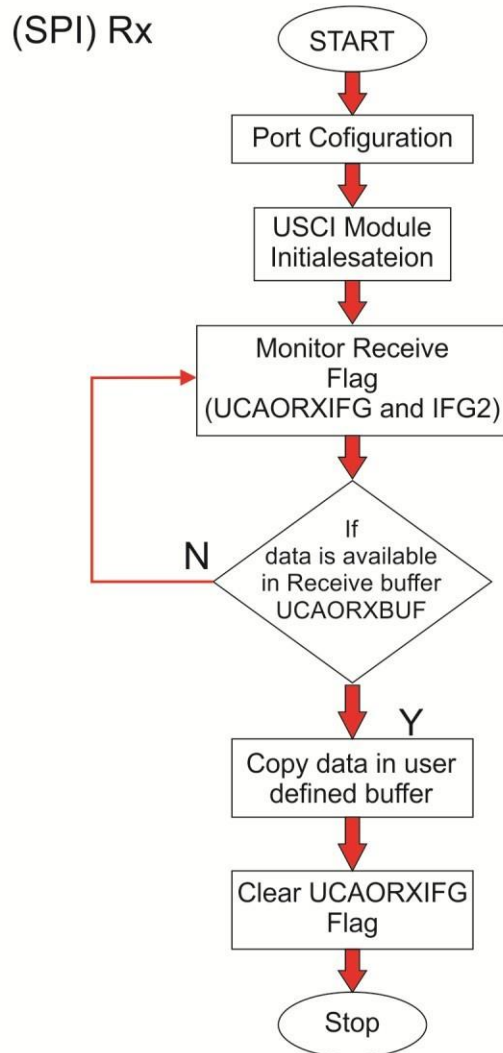 (SPI) Rx
START
Port Cofiguration
USCI Module
Initialesateion
Monitor Receive
Flag
(UCAORXIFG and IFG2)
If
data is available
in Receive buffer
UCAORXBUF
N
Y
Copy data in user
defined buffer
Clear UCAORXIFG
Flag
Stop